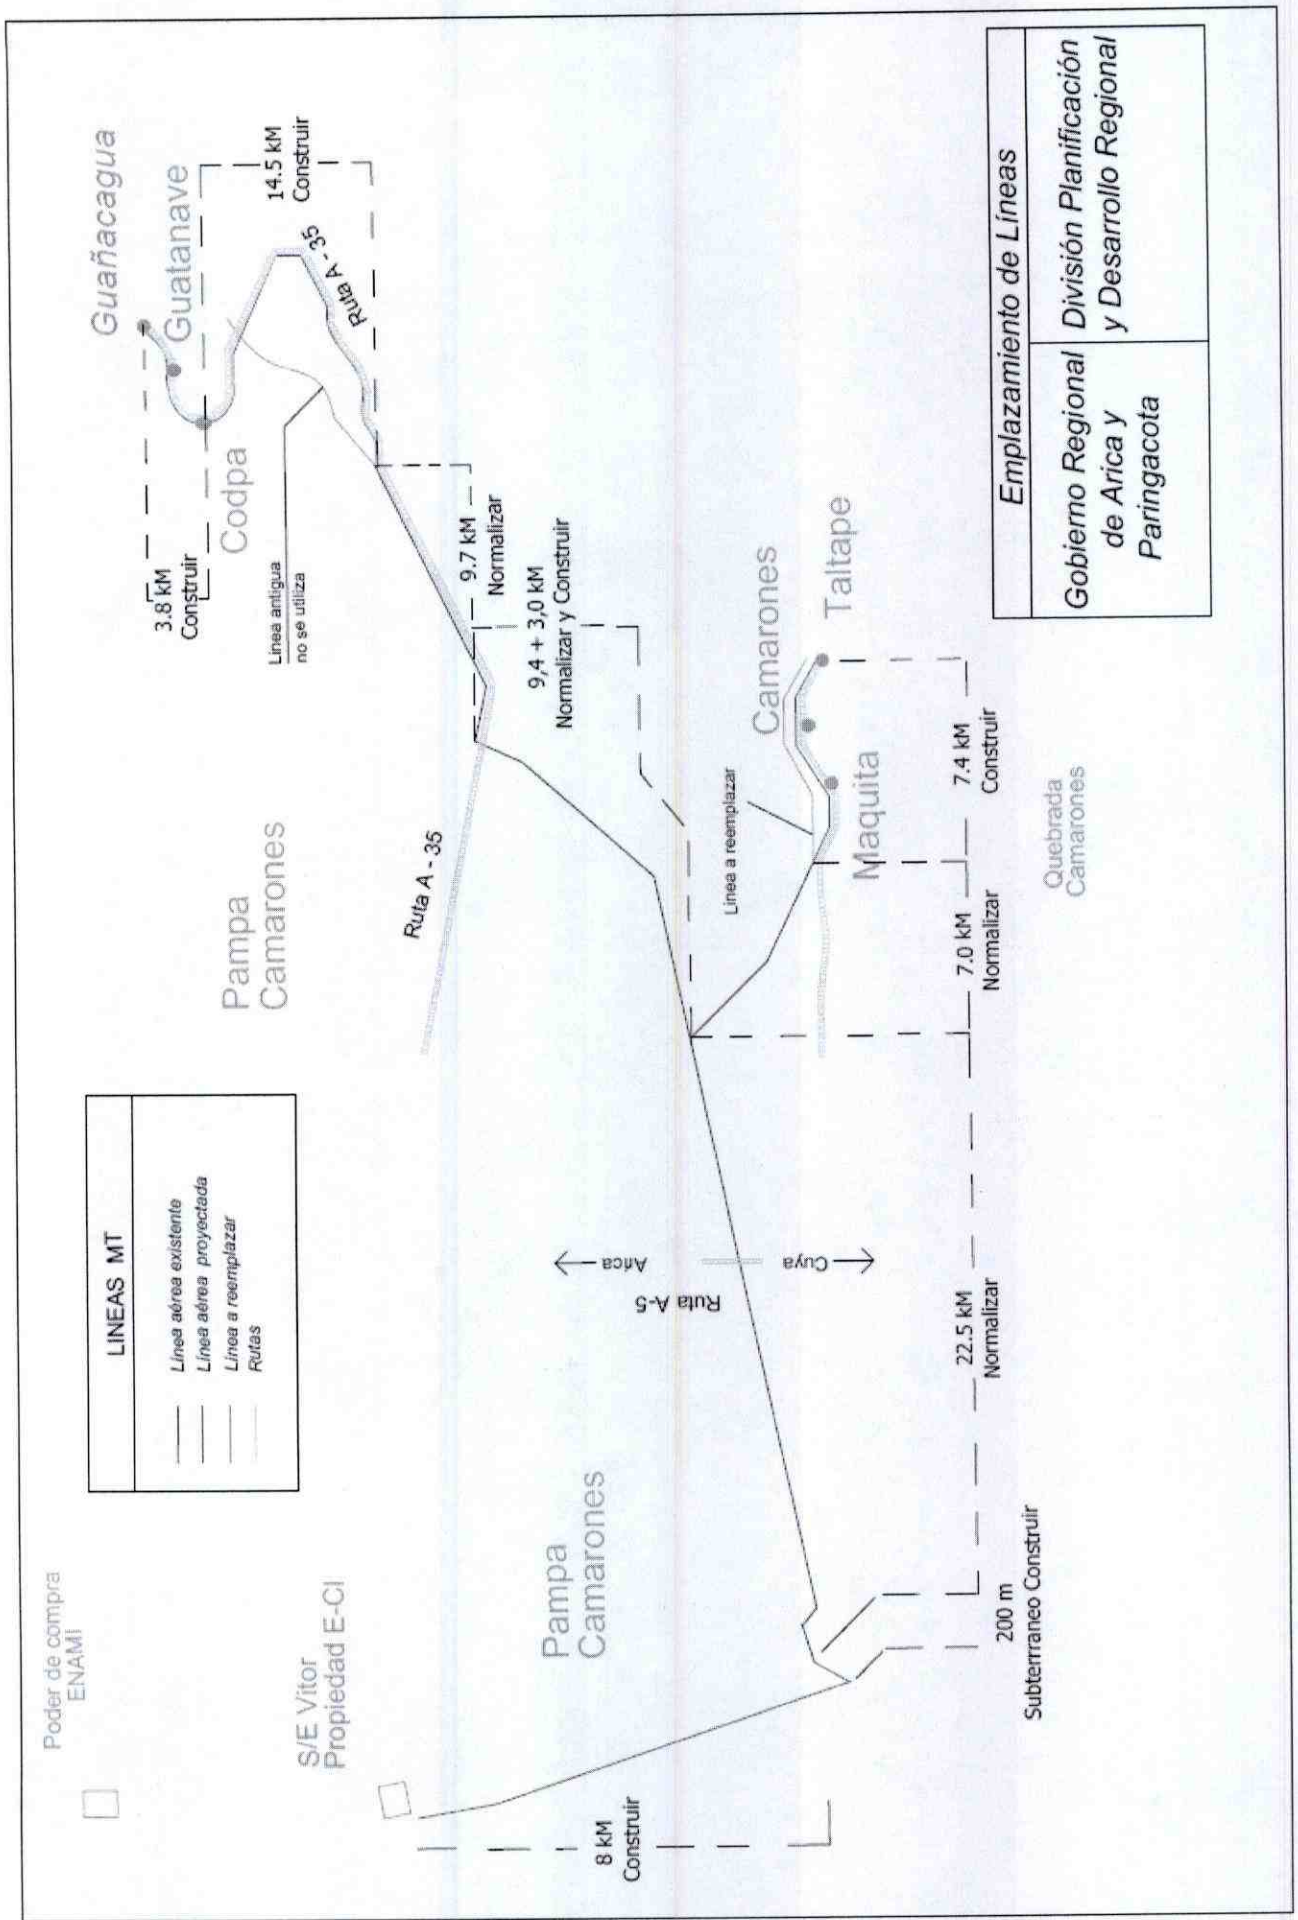 Poder de compra
ENAMI
S/E Vitor
Propiedad E-CI
LINEAS MT
Línea aérea existente
Línea aérea proyectada
Línea a reemplazar
Rutas
Pampa
Camarones
Guañacagua
Guatanave
Codpa
3.8 kM
Construir
14.5 kM
Construir
Ruta A - 35
Línea antigua
no se utiliza
9.7 kM
Normalizar
9,4 + 3,0 kM
Normalizar y Construir
Ruta A - 35
Pampa
Camarones
Arica
Ruta A-5
Cuya
Camarones
Taltape
Maquita
Línea a reemplazar
8 kM
Construir
200 m
Subterrraneo Construir
22.5 kM
Normalizar
7.0 kM
Normalizar
7.4 kM
Construir
Quebrada
Camarones
Emplazamiento de Líneas
Gobierno Regional
de Arica y
Paringacota
División Planificación
y Desarrollo Regional